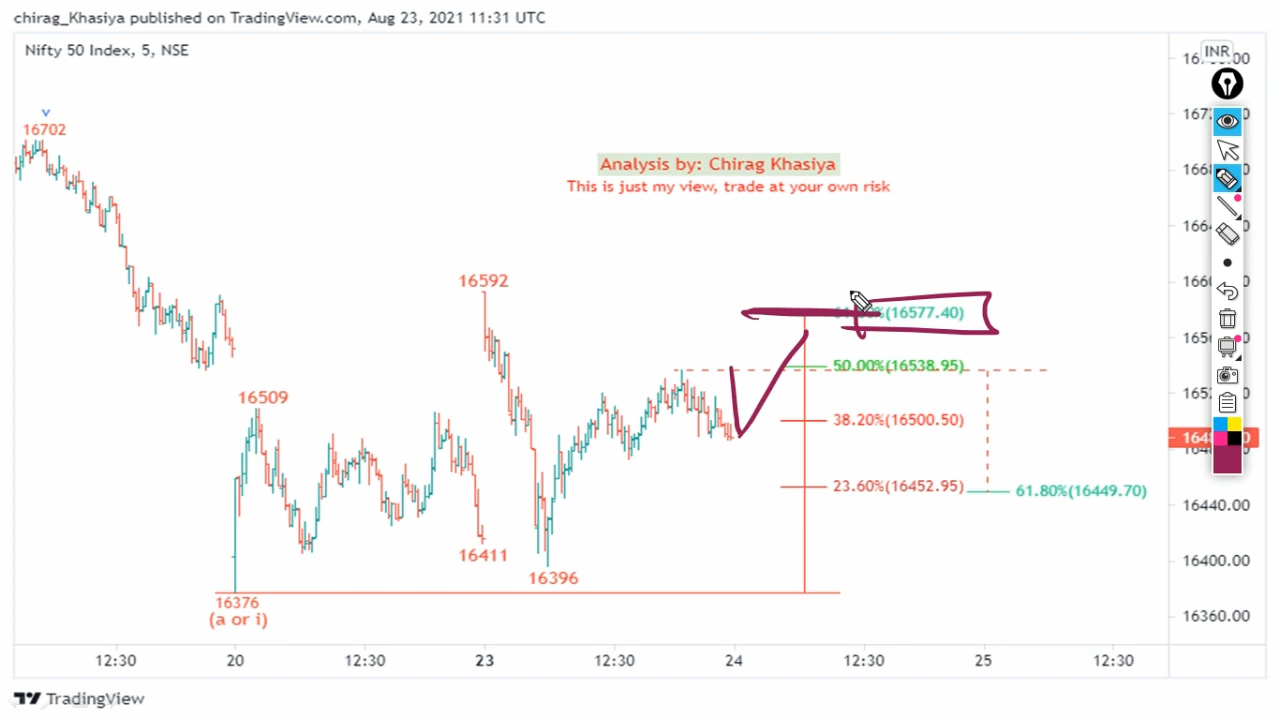 chirag_Khasiya published on TradingView.com, Aug 23, 2021 11:31 UTC
Nifty 50 Index, 5, NSE
INR
v
16702
Analysis by: Chirag Khasiya
This is just my view, trade at your own risk
16592
(16577.40)
50.00%(16538.95)
16509
38.20%(16500.50)
23.60%(16452.95)
61.80%(16449.70)
16440.00
16411
16400.00
16396
16376
(a or i)
16360.00
12:30 20 12:30 23 12:30 24 12:30 25 12:30
TradingView